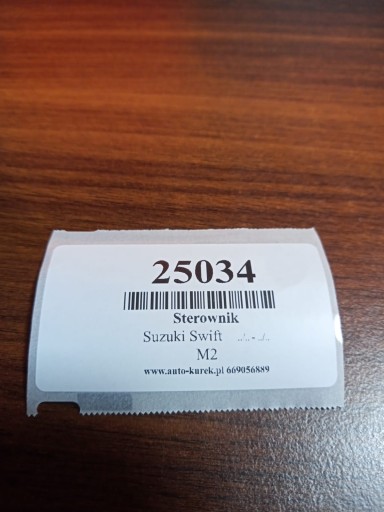 25034
Sterownik
Suzuki Swift ../.. - ../..
M2
www.auto-kurek.pl 669056889